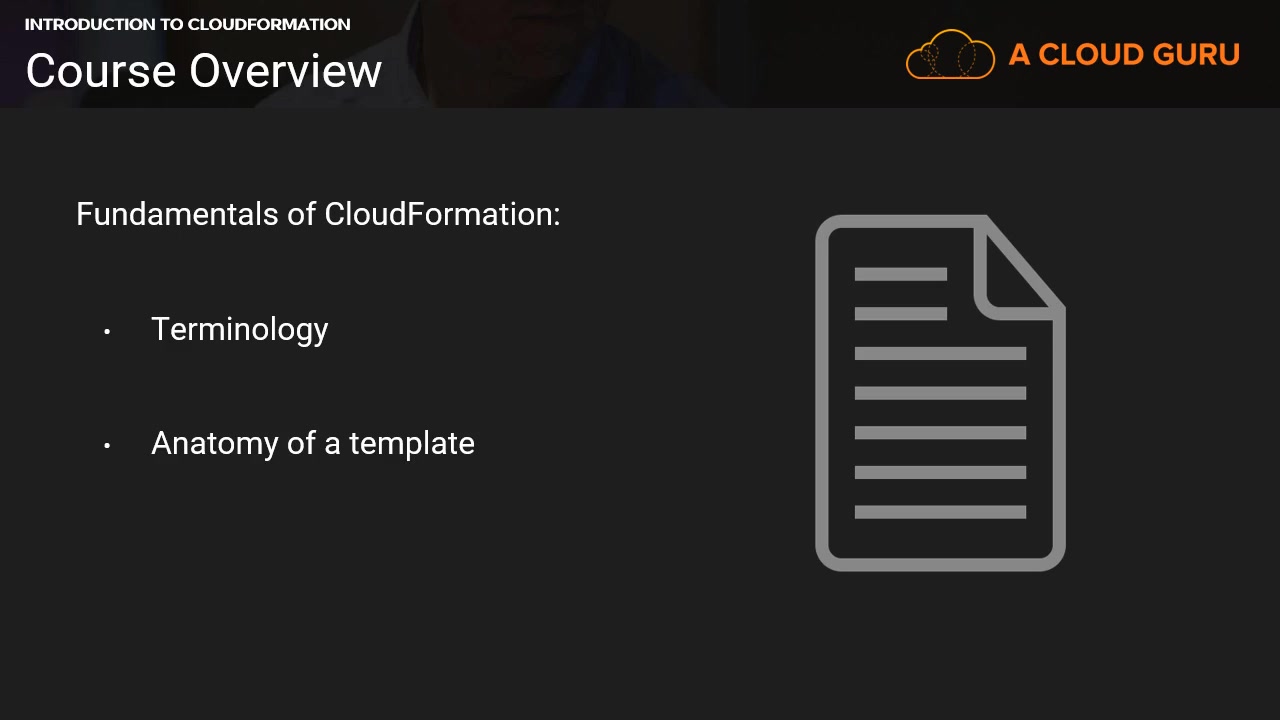 INTRODUCTION TO CLOUDFORMATION
Course Overview
A CLOUD GURU
Fundamentals of CloudFormation:
• Terminology
• Anatomy of a template